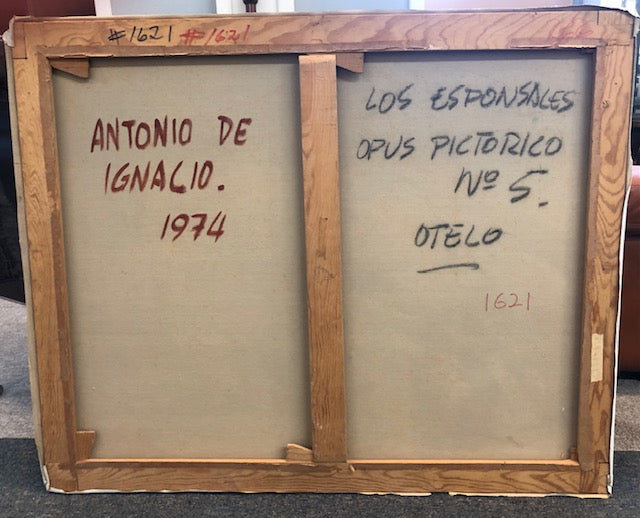 #1621 #1621
ANTONIO DE
IGNACIO.
1974
LOS ESPONSALES
OPUS PICTORICO
Nº 5.
OTELO
1621